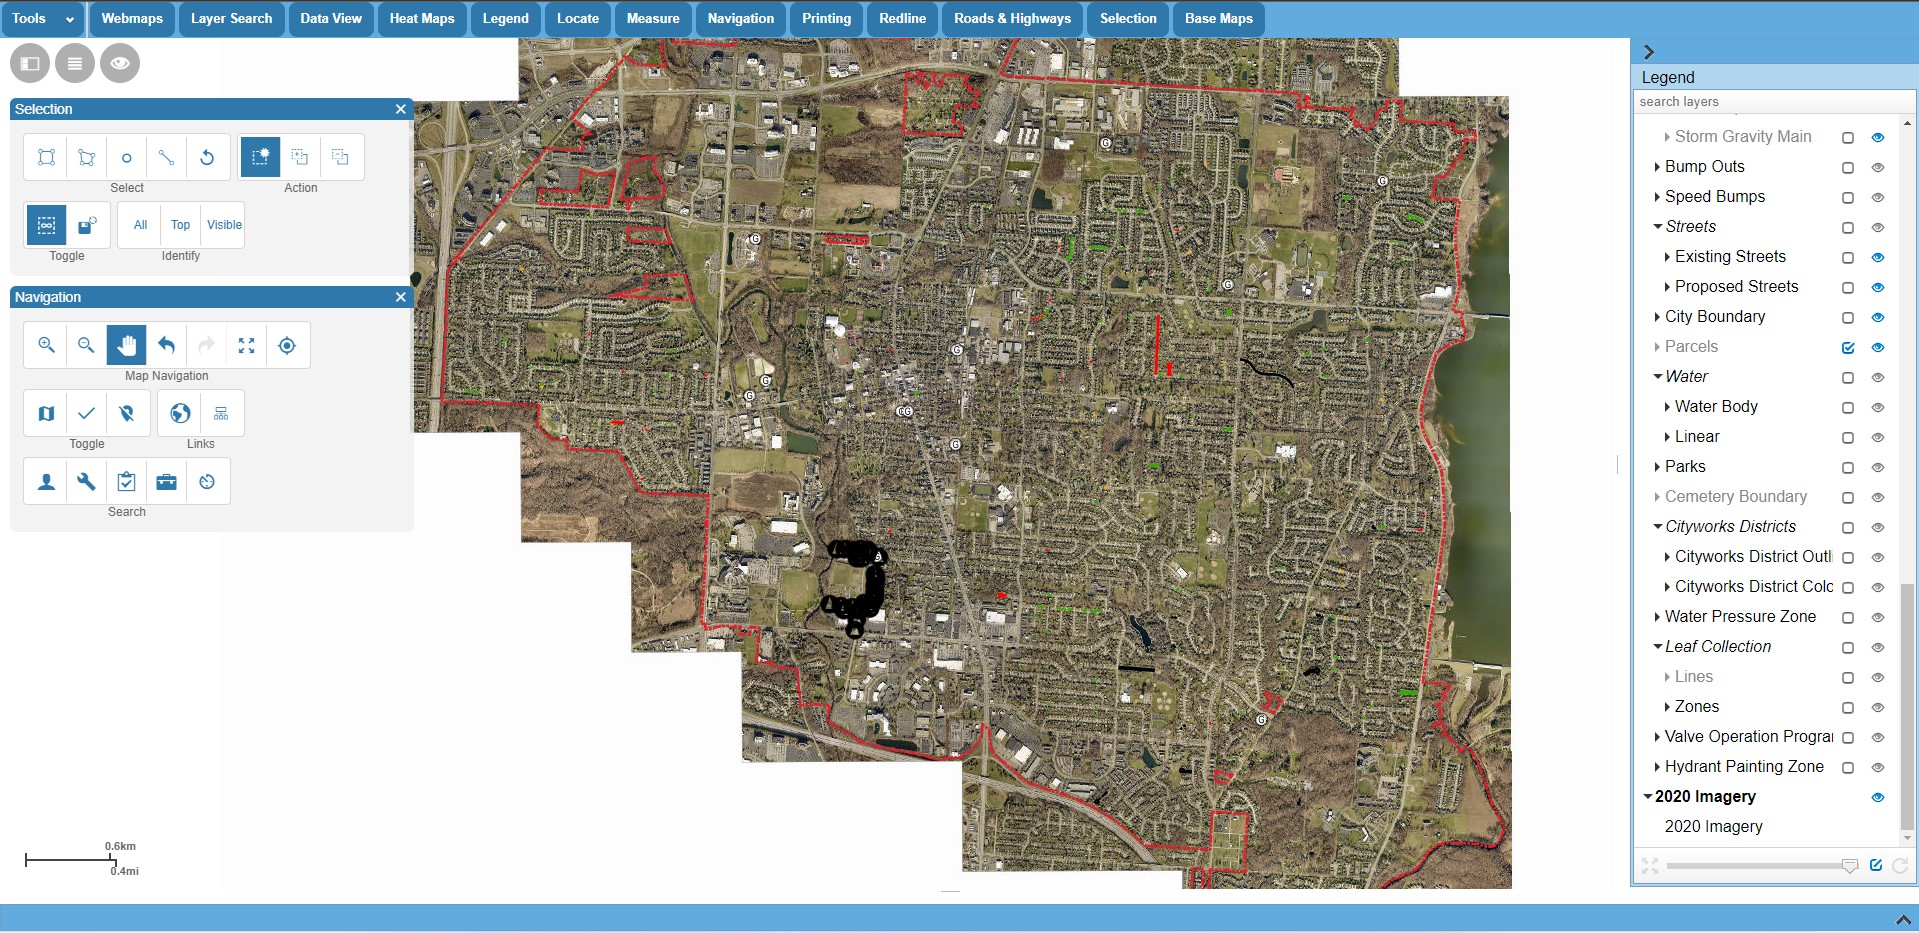 Tools
Webmaps
Layer Search
Data View
Heat Maps
Legend
Locate
Measure
Navigation
Printing
Redline
Roads & Highways
Selection
Base Maps
Selection
Select
Action
All
Top
Visible
Toggle
Identify
Navigation
Map Navigation
Toggle
Links
Search
0.6km
0.4mi
G
G
G
G
G
G
G
G
G
G
Legend
search layers
Storm Gravity Main
Bump Outs
Speed Bumps
Streets
Existing Streets
Proposed Streets
City Boundary
Parcels
Water
Water Body
Linear
Parks
Cemetery Boundary
Cityworks Districts
Cityworks District Outl
Cityworks District Colo
Water Pressure Zone
Leaf Collection
Lines
Zones
Valve Operation Progra
Hydrant Painting Zone
2020 Imagery
2020 Imagery